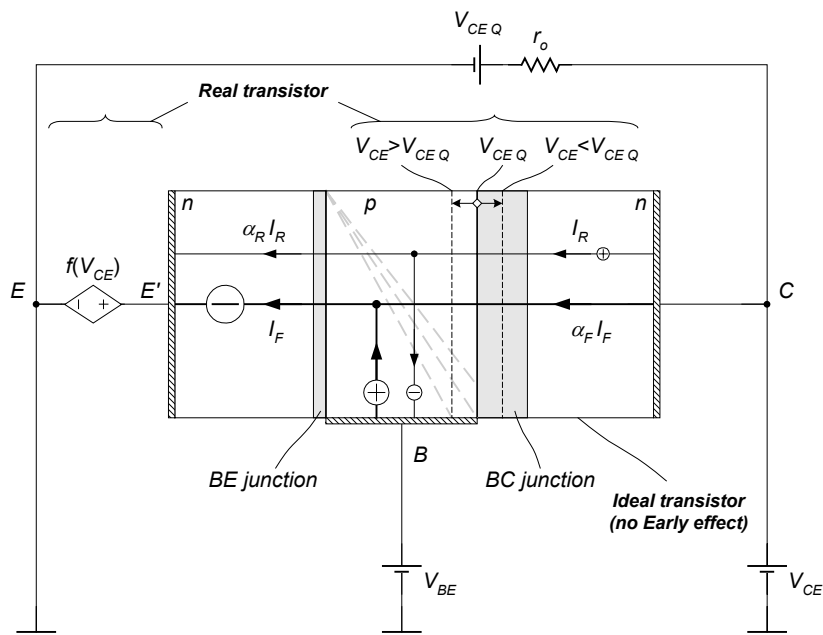 V_CE Q
r_o
Real transistor
V_CE>V_CE Q V_CE Q V_CE<V_CE Q
n p n
α_R I_R I_R
f(V_CE)
E E' C
- +
I_F α_F I_F
B
BE junction BC junction
Ideal transistor
(no Early effect)
V_BE V_CE